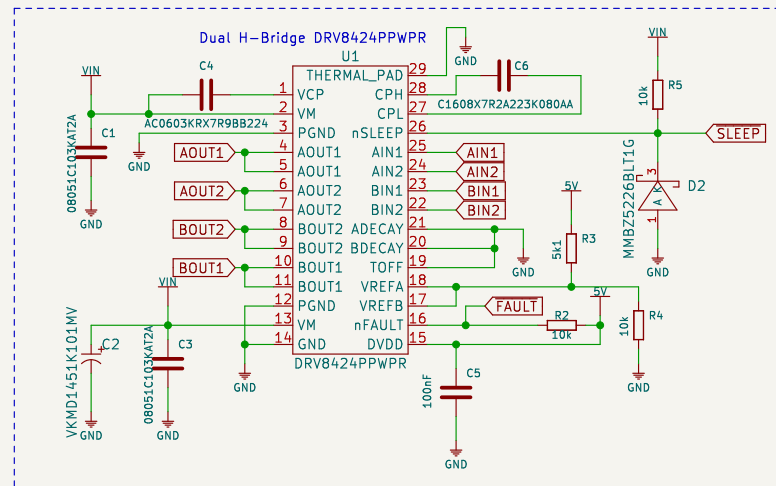 Dual H-Bridge DRV8424PPWPR
U1
VIN
C4
AC0603KRX7R9BB224
C1
08051C103KAT2A
GND
GND
AOUT1
AOUT2
BOUT2
BOUT1
VIN
VKMD1451K101MV
C2
GND
08051C103KAT2A
C3
GND
GND
THERMAL_PAD 29
1 VCP CPH 28
2 VM CPL 27
3 PGND nSLEEP 26
4 AOUT1 AIN1 25
5 AOUT1 AIN2 24
6 AOUT2 BIN1 23
7 AOUT2 BIN2 22
8 BOUT2 ADECAY 21
9 BOUT2 BDECAY 20
10 BOUT1 TOFF 19
11 BOUT1 VREFA 18
12 PGND VREFB 17
13 VM nFAULT 16
14 GND DVDD 15
DRV8424PPWPR
GND
C6
C1608X7R2A223K080AA
VIN
R5
10k
SLEEP
MMBZ5226BLT1G
3
A K
1
D2
GND
AIN1
AIN2
BIN1
BIN2
GND
5V
R3
5k1
FAULT
R2
10k
5V
R4
10k
GND
C5
100nF
GND